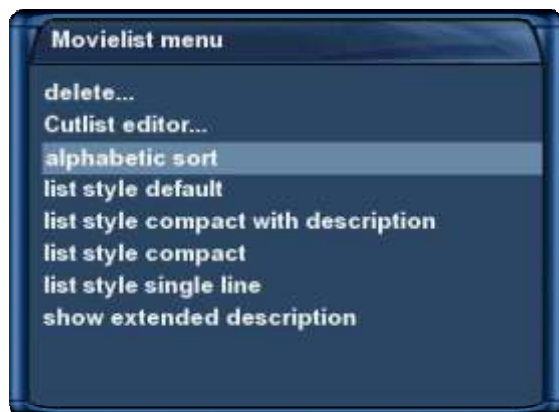 Movielist menu
delete...
Cutlist editor...
alphabetic sort
list style default
list style compact with description
list style compact
list style single line
show extended description